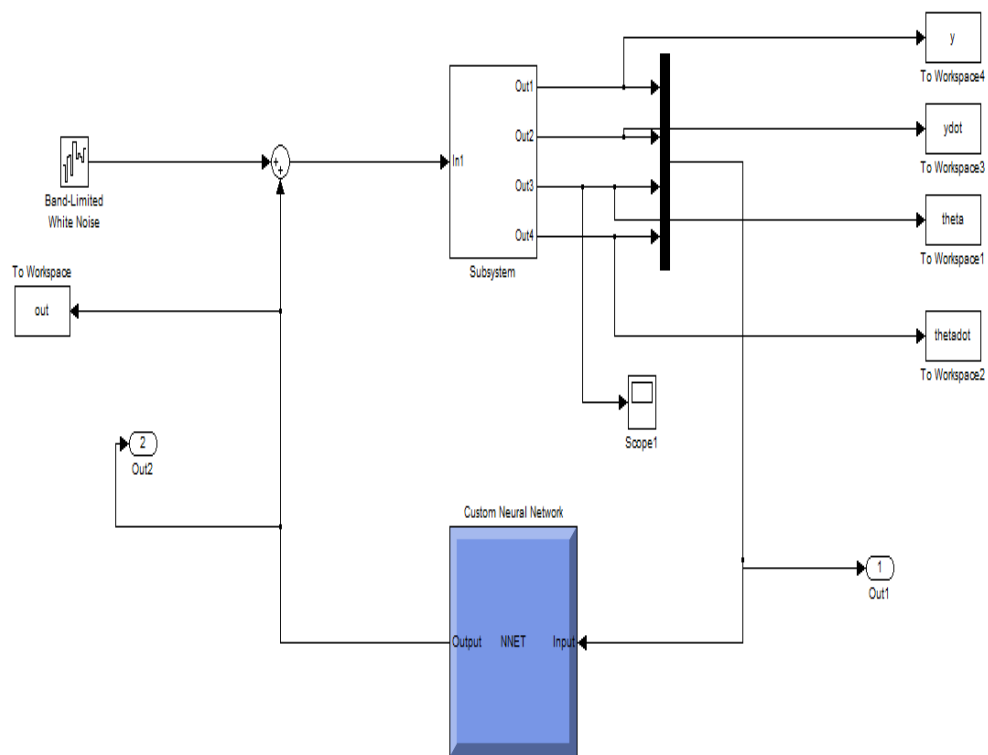 y
To Workspace4
Out1
Out2
ydot
To Workspace3
+
+
In1
Band-Limited
White Noise
Out3
theta
To Workspace1
Out4
Subsystem
To Workspace
out
thetadot
To Workspace2
Scope1
2
Out2
Custom Neural Network
1
Out1
Output
NNET
Input